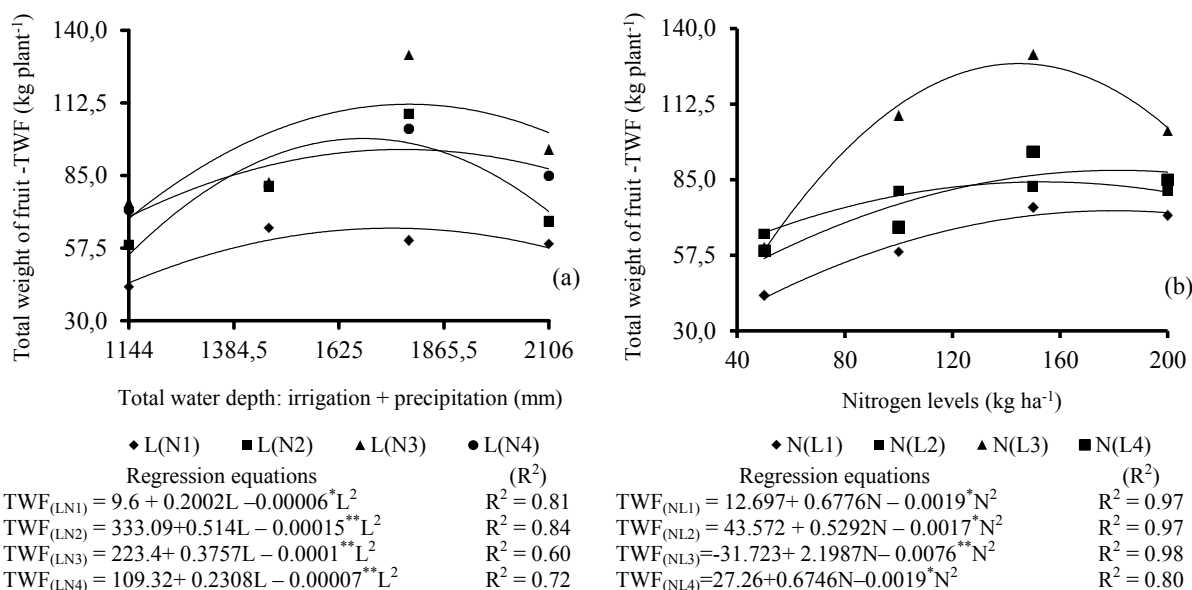 Total weight of fruit -TWF (kg plant⁻¹)
140,0
112,5
85,0
57,5
30,0
(a)
1144 1384,5 1625 1865,5 2106
Total water depth: irrigation + precipitation (mm)
L(N1) L(N2) L(N3) L(N4)
Regression equations (R²)
TWF(LN1) = 9.6 + 0.2002L –0.00006*L² R² = 0.81
TWF(LN2) = 333.09+0.514L – 0.00015**L² R² = 0.84
TWF(LN3) = 223.4+ 0.3757L – 0.0001**L² R² = 0.60
TWF(LN4) = 109.32+ 0.2308L – 0.00007**L² R² = 0.72
Total weight of fruit -TWF (kg plant⁻¹)
140,0
112,5
85,0
57,5
30,0
(b)
40 80 120 160 200
Nitrogen levels (kg ha⁻¹)
N(L1) N(L2) N(L3) N(L4)
Regression equations (R²)
TWF(NL1) = 12.697+ 0.6776N – 0.0019*N² R² = 0.97
TWF(NL2) = 43.572 + 0.5292N – 0.0017*N² R² = 0.97
TWF(NL3)=-31.723+ 2.1987N– 0.0076**N² R² = 0.98
TWF(NL4)=27.26+0.6746N–0.0019*N² R² = 0.80